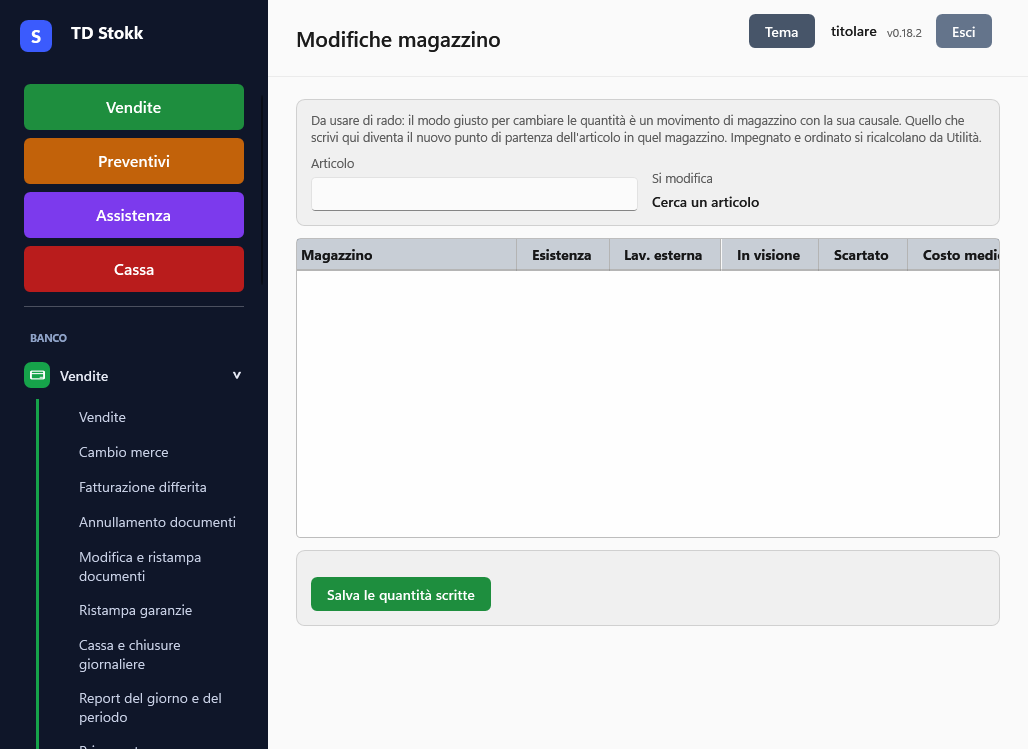 S
TD Stokk
Vendite
Preventivi
Assistenza
Cassa
BANCO
Vendite
Vendite
Cambio merce
Fatturazione differita
Annullamento documenti
Modifica e ristampa
documenti
Ristampa garanzie
Cassa e chiusure
giornaliere
Report del giorno e del
periodo
Modifiche magazzino
Tema
titolare
v0.18.2
Esci
Da usare di rado: il modo giusto per cambiare le quantità è un movimento di magazzino con la sua causale. Quello che
scrivi qui diventa il nuovo punto di partenza dell'articolo in quel magazzino. Impegnato e ordinato si ricalcolano da Utilità.
Articolo
Si modifica
Cerca un articolo
Magazzino Esistenza Lav. esterna In visione Scartato Costo medi
Salva le quantità scritte